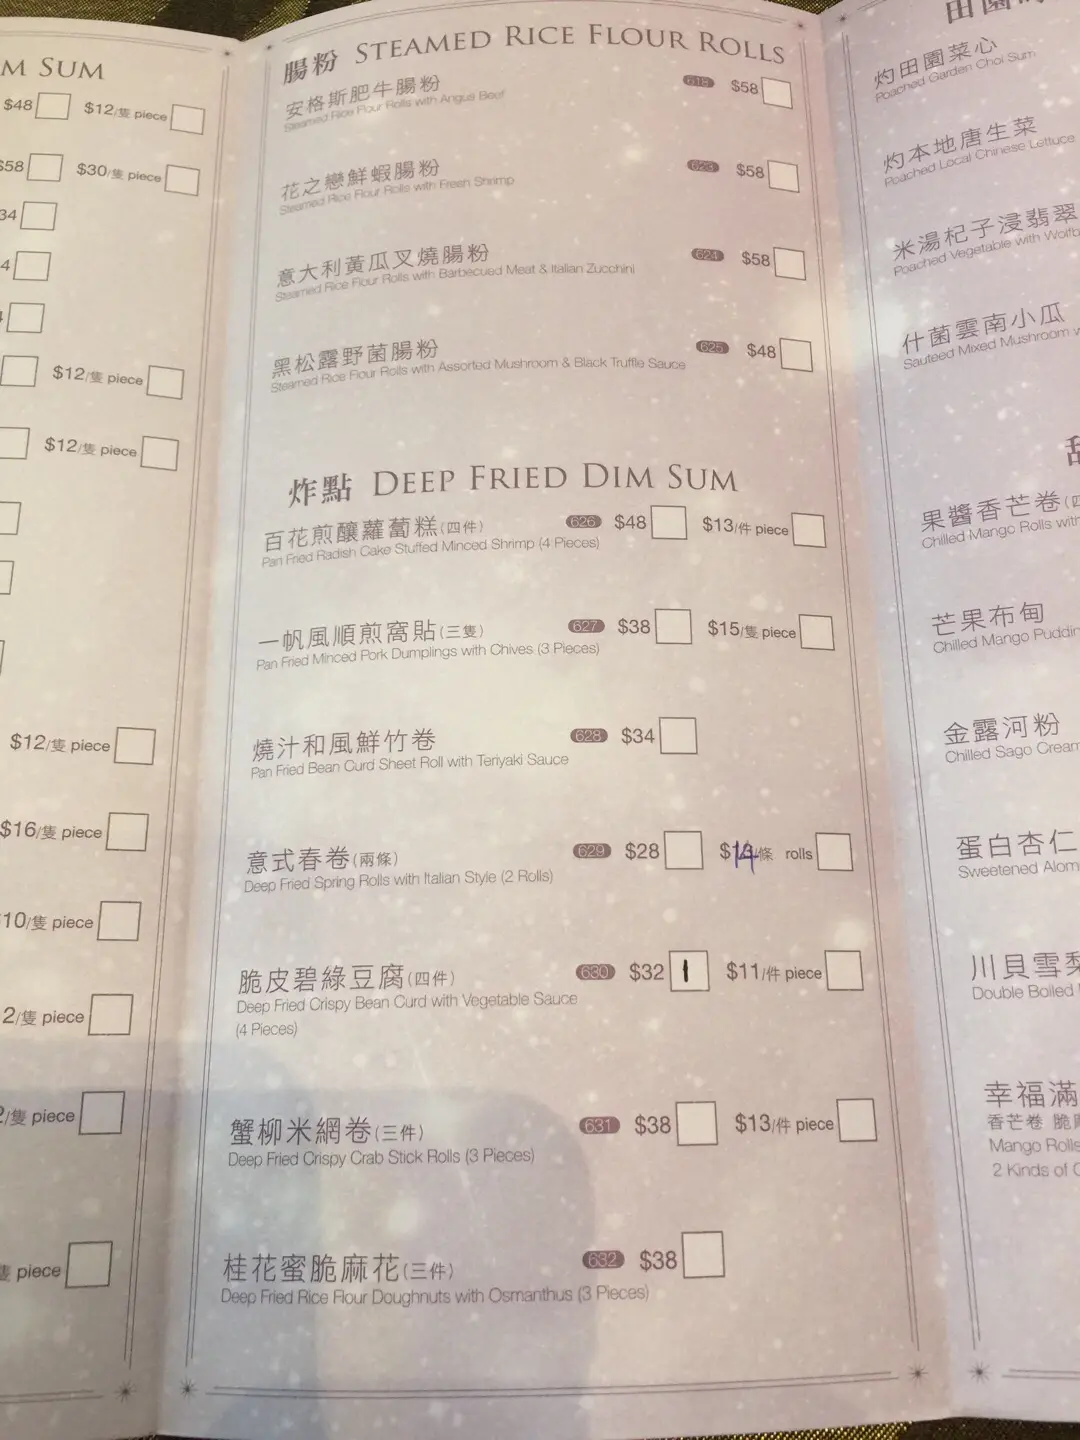 M SUM
$48 $12/隻 piece
$58 $30/隻 piece
34
4
$12/隻 piece
$12/隻 piece
$12/隻 piece
$16/隻 piece
10/隻 piece
2/隻 piece
2/隻 piece
隻 piece
腸粉 STEAMED RICE FLOUR ROLLS
安格斯肥牛腸粉 618 $58
Steamed Rice Flour Rolls with Angus Beef
花之戀鮮蝦腸粉 623 $58
Steamed Rice Flour Rolls with Fresh Shrimp
意大利黃瓜叉燒腸粉 624 $58
Steamed Rice Flour Rolls with Barbecued Meat & Italian Zucchini
黑松露野菌腸粉 625 $48
Steamed Rice Flour Rolls with Assorted Mushroom & Black Truffle Sauce
炸點 DEEP FRIED DIM SUM
百花煎釀蘿蔔糕(四件) 626 $48 $13/件 piece
Pan Fried Radish Cake Stuffed Minced Shrimp (4 Pieces)
一帆風順煎窩貼(三隻) 627 $38 $15/隻 piece
Pan Fried Minced Pork Dumplings with Chives (3 Pieces)
燒汁和風鮮竹卷 628 $34
Pan Fried Bean Curd Sheet Roll with Teriyaki Sauce
意式春卷(兩條) 629 $28 $14/條 rolls
Deep Fried Spring Rolls with Italian Style (2 Rolls)
脆皮碧綠豆腐(四件) 630 $32 1 $11/件 piece
Deep Fried Crispy Bean Curd with Vegetable Sauce
(4 Pieces)
蟹柳米網卷(三件) 631 $38 $13/件 piece
Deep Fried Crispy Crab Stick Rolls (3 Pieces)
桂花蜜脆麻花(三件) 632 $38
Deep Fried Rice Flour Doughnuts with Osmanthus (3 Pieces)
田園
灼田園菜心
Poached Garden Choi Sum
灼本地唐生菜
Poached Local Chinese Lettuce
米湯杞子浸翡翠
Poached Vegetable with Wolfb
什菌雲南小瓜
Sauteed Mixed Mushroom
甜
果醬香芒卷
Chilled Mango Rolls with
芒果布甸
Chilled Mango Puddin
金露河粉
Chilled Sago Cream
蛋白杏仁
Sweetened Alom
川貝雪梨
Double Boiled
幸福滿
香芒卷 脆
Mango Rolls
2 Kinds of C